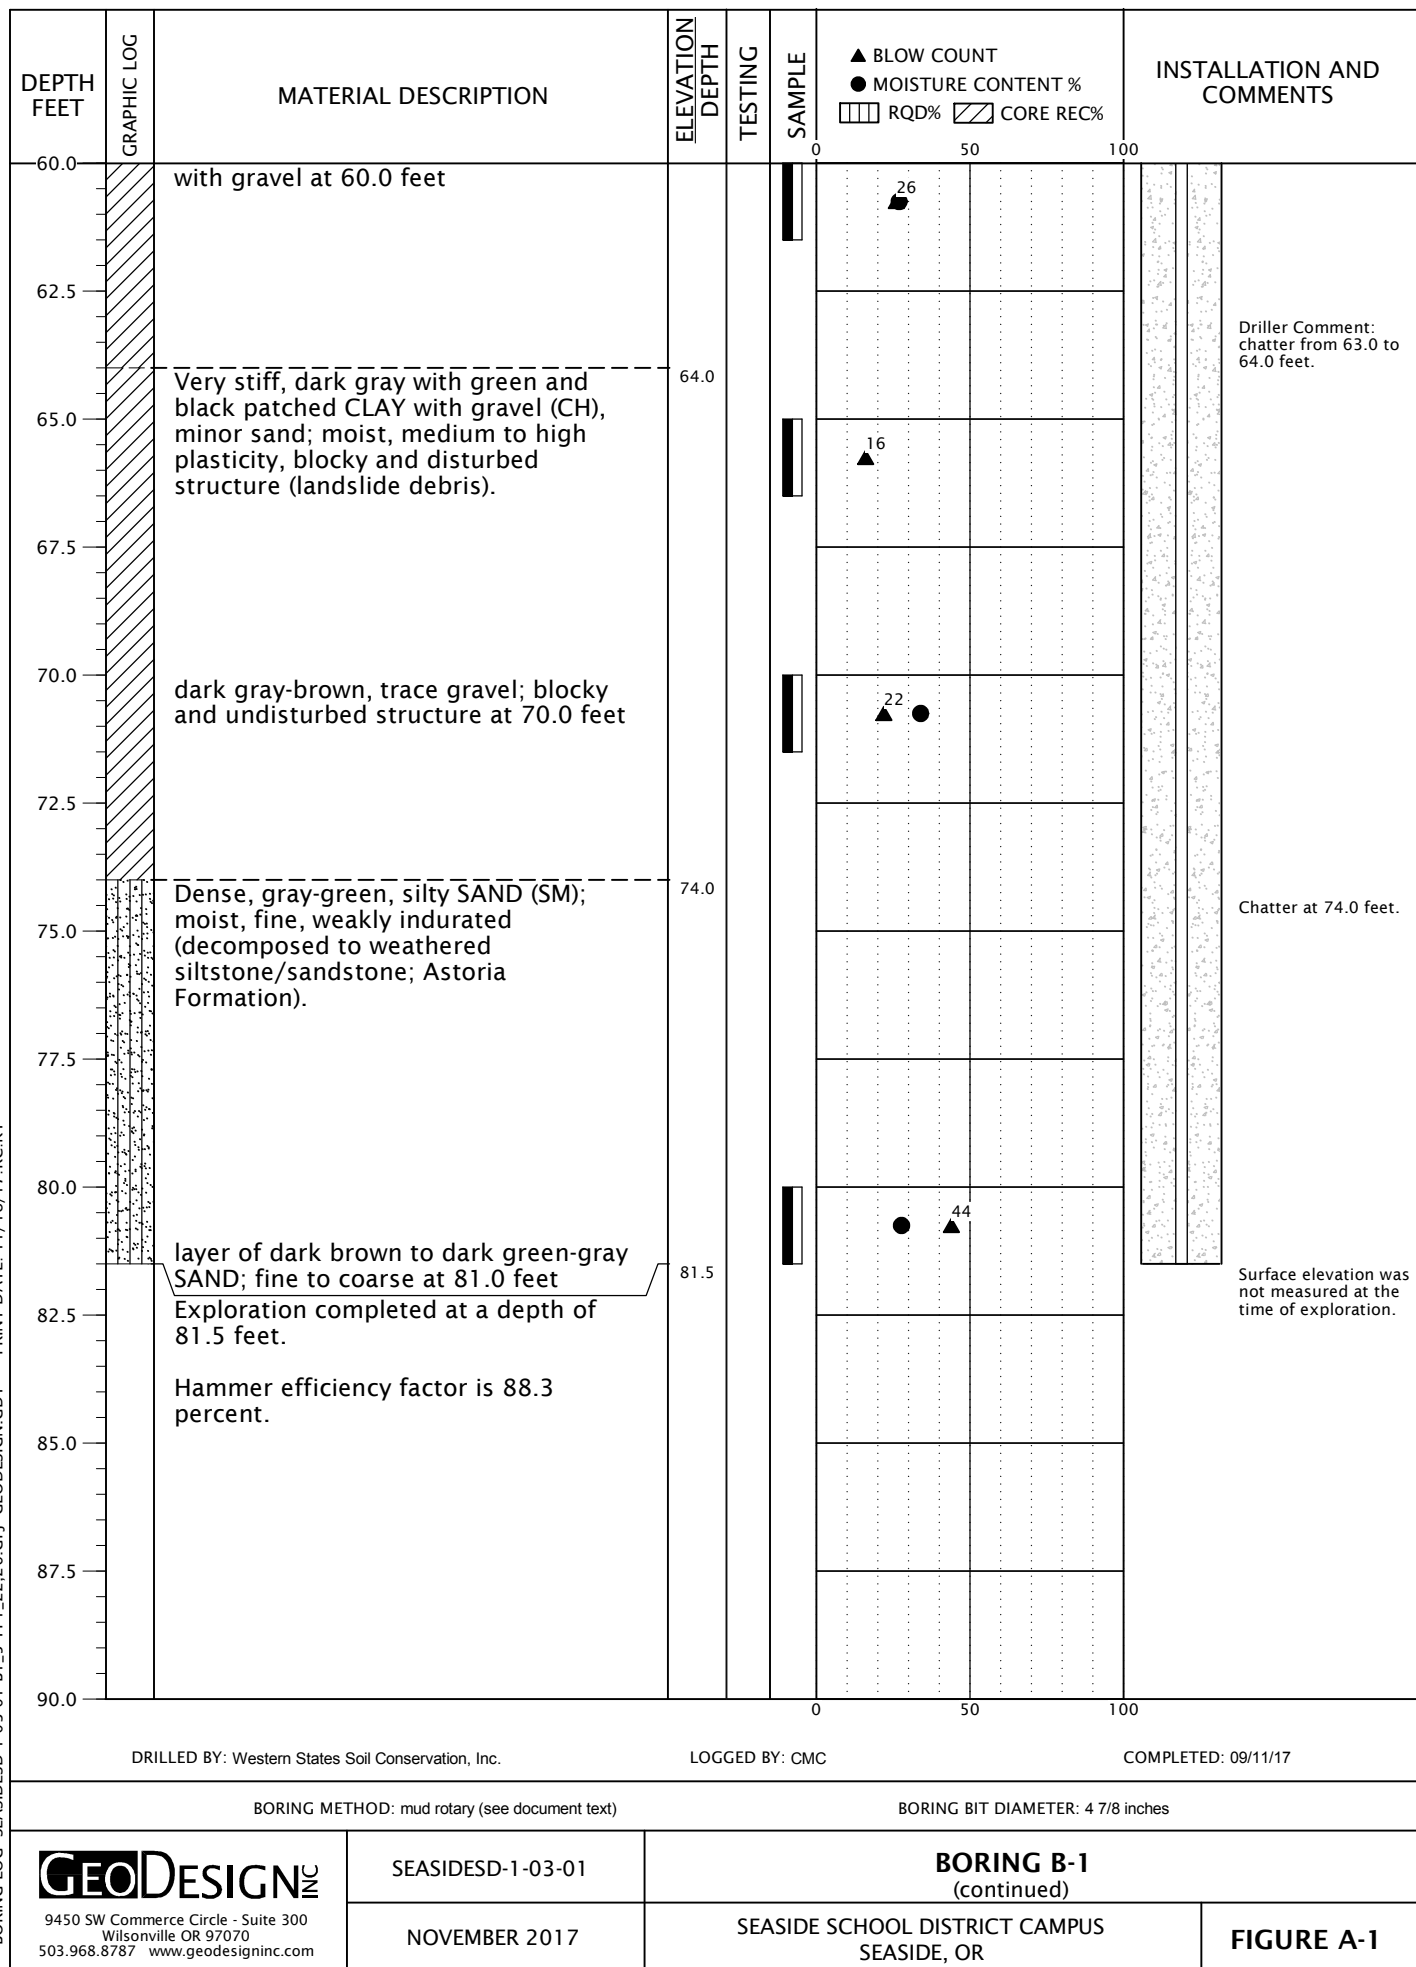 DEPTH
FEET
GRAPHIC LOG
MATERIAL DESCRIPTION
ELEVATION
DEPTH
TESTING
SAMPLE
▲ BLOW COUNT
● MOISTURE CONTENT %
RQD% CORE REC%
INSTALLATION AND
COMMENTS
0 50 100
60.0
with gravel at 60.0 feet
26
62.5
Driller Comment:
chatter from 63.0 to
64.0 feet.
64.0
Very stiff, dark gray with green and
black patched CLAY with gravel (CH),
minor sand; moist, medium to high
plasticity, blocky and disturbed
structure (landslide debris).
65.0
16
67.5
70.0
dark gray-brown, trace gravel; blocky
and undisturbed structure at 70.0 feet
22
72.5
74.0
Dense, gray-green, silty SAND (SM);
moist, fine, weakly indurated
(decomposed to weathered
siltstone/sandstone; Astoria
Formation).
Chatter at 74.0 feet.
75.0
77.5
80.0
44
layer of dark brown to dark green-gray
SAND; fine to coarse at 81.0 feet
81.5
Surface elevation was
not measured at the
time of exploration.
82.5
Exploration completed at a depth of
81.5 feet.
Hammer efficiency factor is 88.3
percent.
85.0
87.5
90.0
0 50 100
DRILLED BY: Western States Soil Conservation, Inc.
LOGGED BY: CMC
COMPLETED: 09/11/17
BORING METHOD: mud rotary (see document text)
BORING BIT DIAMETER: 4 7/8 inches
GEODESIGN INC
9450 SW Commerce Circle - Suite 300
Wilsonville OR 97070
503.968.8787 www.geodesigninc.com
SEASIDESD-1-03-01
NOVEMBER 2017
BORING B-1
(continued)
SEASIDE SCHOOL DISTRICT CAMPUS
SEASIDE, OR
FIGURE A-1